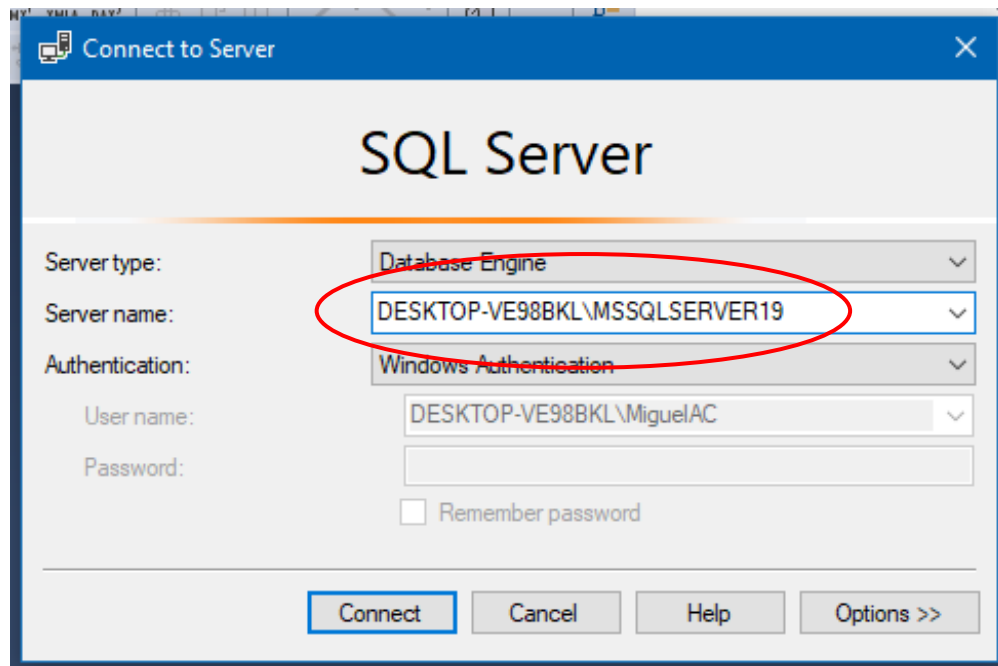 Connect to Server
SQL Server
Server type: Database Engine
Server name: DESKTOP-VE98BKL\MSSQLSERVER19
Authentication: Windows Authentication
User name: DESKTOP-VE98BKL\MiguelAC
Password:
Remember password
Connect Cancel Help Options >>